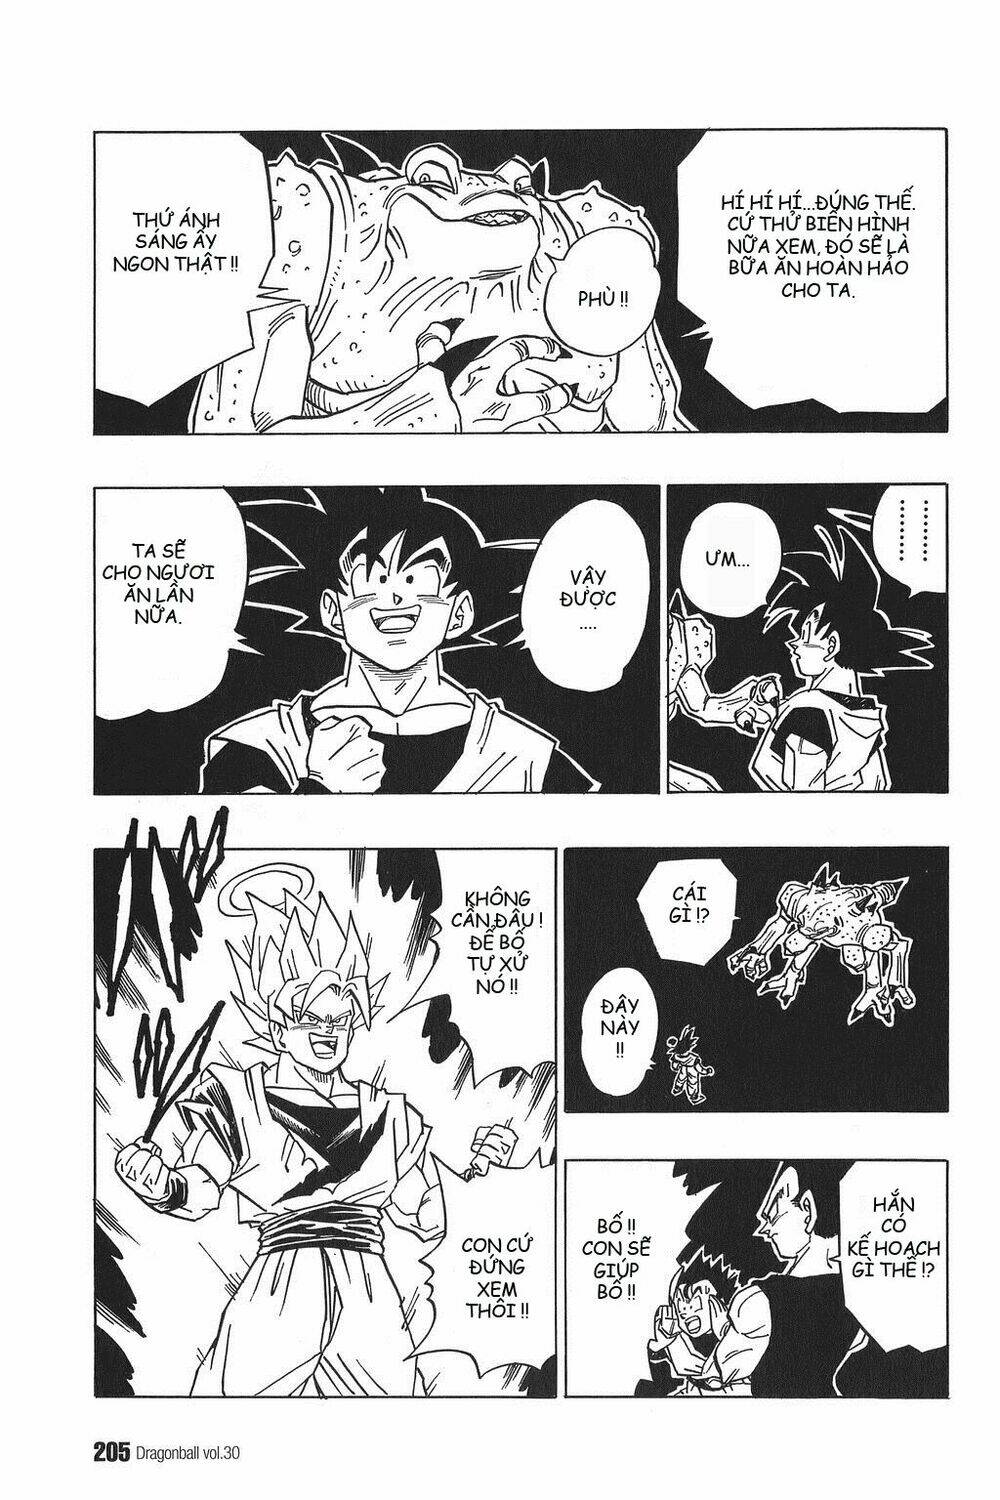 HÍ HÍ HÍ...ĐÚNG THẾ.
CỨ THỬ BIẾN HÌNH
NỮA XEM, ĐÓ SẼ LÀ
BỮA ĂN HOÀN HẢO
CHO TA.
PHÙ !!
THỨ ÁNH
SÁNG ẤY
NGON THẬT !!
........
ƯM...
VẬY
ĐƯỢC
....
TA SẼ
CHO NGƯƠI
ĂN LẦN
NỮA.
CÁI
GÌ !?
ĐÂY
NÀY
!!
KHÔNG
CẦN ĐÂU !
ĐỂ BỐ
TỰ XỬ
NÓ !!
CON CỨ
ĐỨNG
XEM
THÔI !!
HẮN
CÓ
KẾ HOẠCH
GÌ THẾ !?
BỐ !!
CON SẼ
GIÚP
BỐ !!
205 Dragonball vol.30